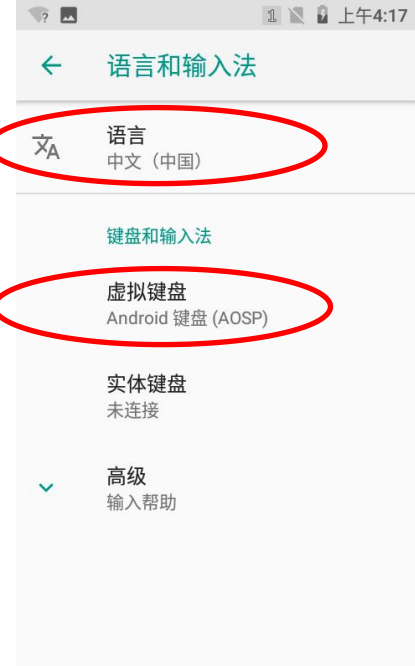 上午4:17
语言和输入法
语言
中文（中国）
键盘和输入法
虚拟键盘
Android 键盘 (AOSP)
实体键盘
未连接
高级
输入帮助